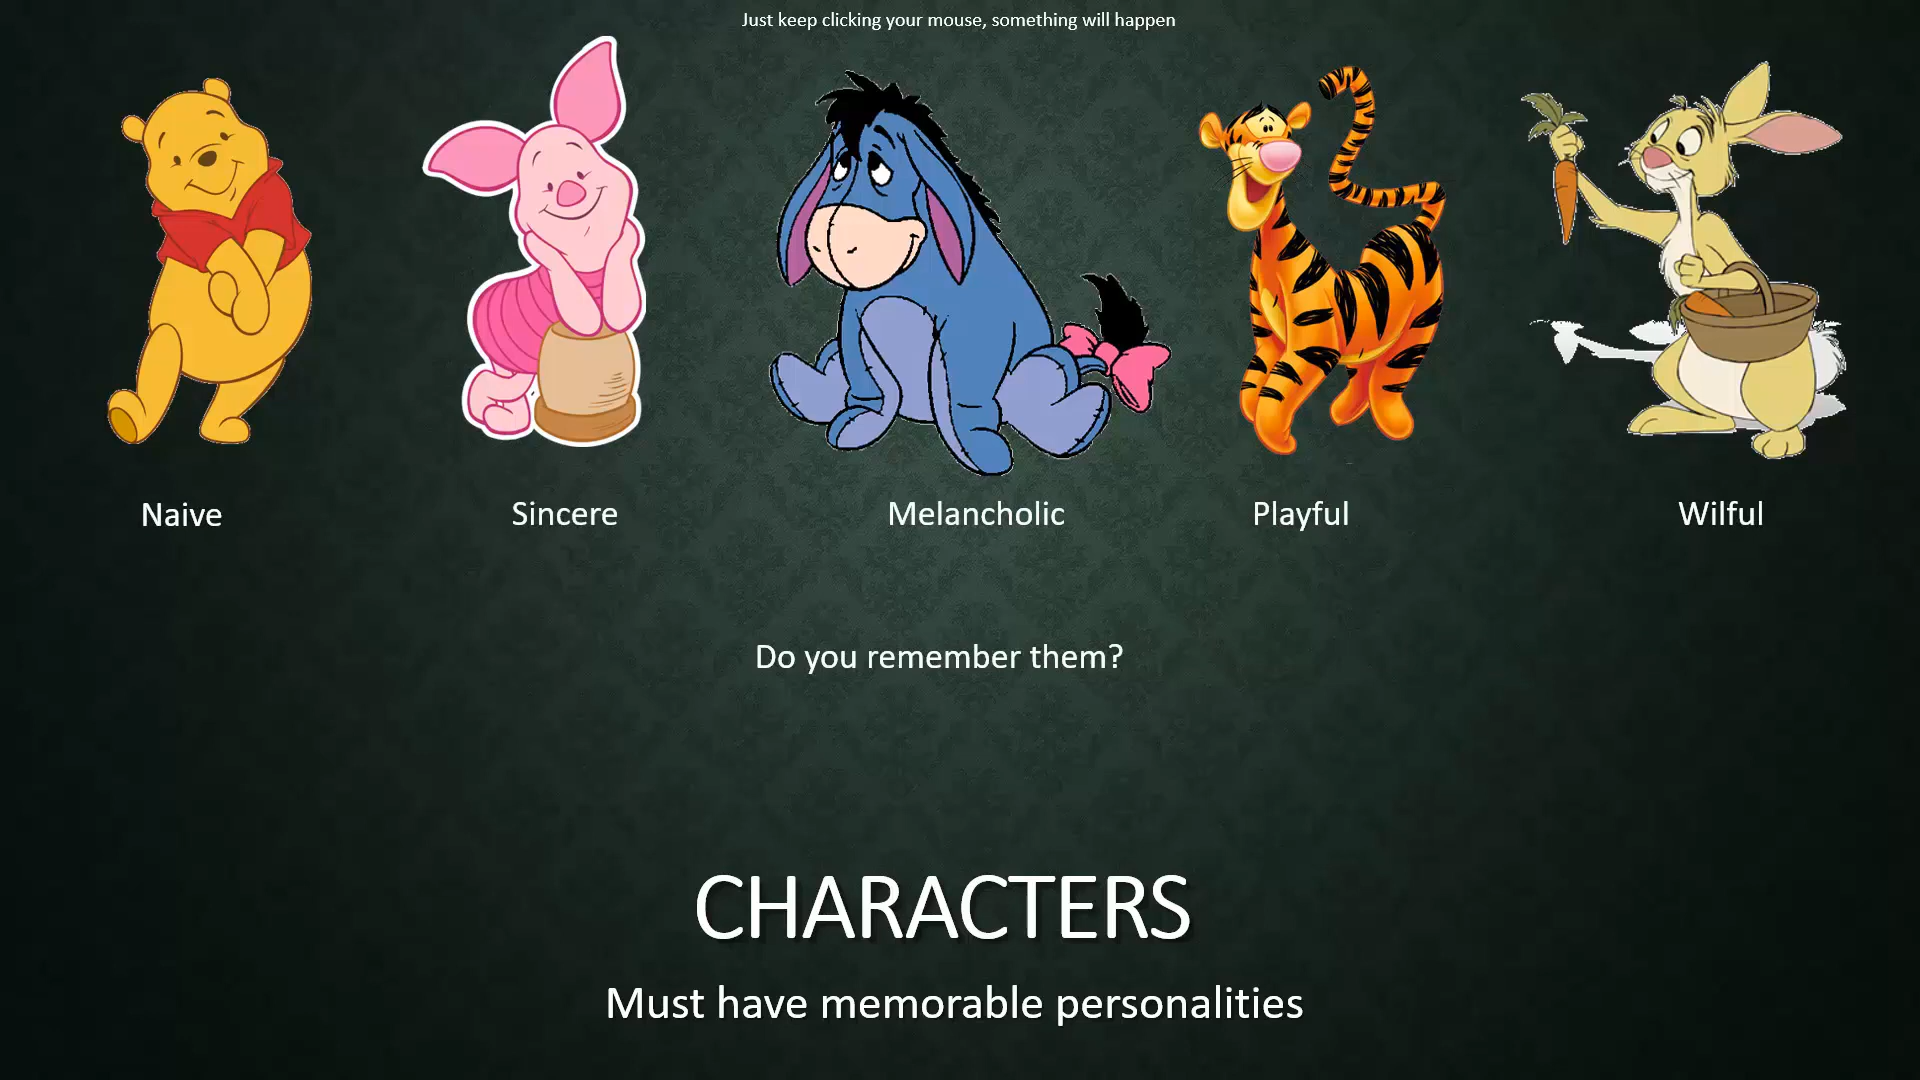 Just keep clicking your mouse, something will happen
Naive
Sincere
Melancholic
Playful
Wilful
Do you remember them?
CHARACTERS
Must have memorable personalities